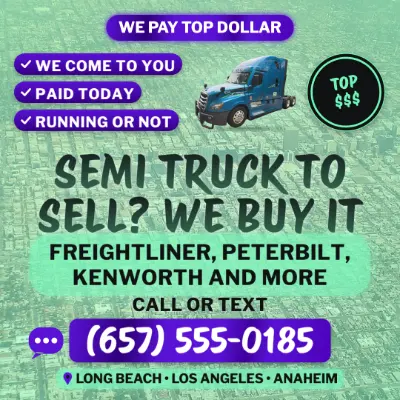 WE PAY TOP DOLLAR
WE COME TO YOU
PAID TODAY
RUNNING OR NOT
TOP
$$$
SEMI TRUCK TO
SELL? WE BUY IT
FREIGHTLINER, PETERBILT,
KENWORTH AND MORE
CALL OR TEXT
(657) 555-0185
LONG BEACH • LOS ANGELES • ANAHEIM